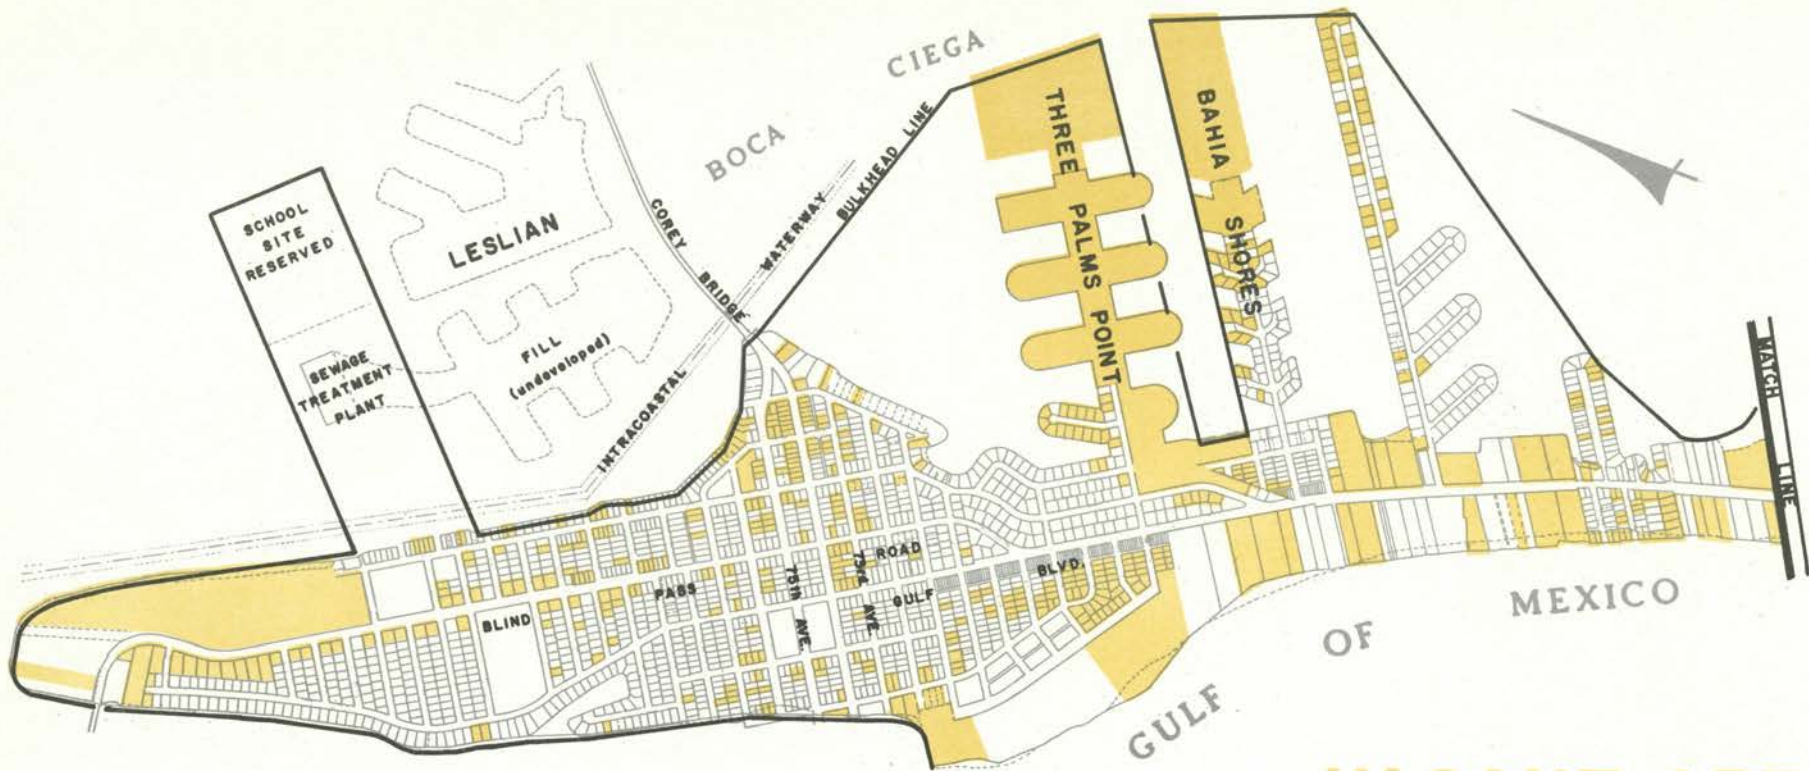 BOCA
CIEGA
SCHOOL
SITE
RESERVED
SEWAGE
TREATMENT
PLANT
LESLIAN
FILL
(undeveloped)
COREY
BRIDGE
INTRACOASTAL
WATERWAY
BULKHEAD LINE
THREE PALMS POINT
BAHIA SHORES
MATCH LINE
BLIND
PASS
ROAD
75th AVE.
73rd AVE.
GULF
BLVD.
GULF
OF
MEXICO